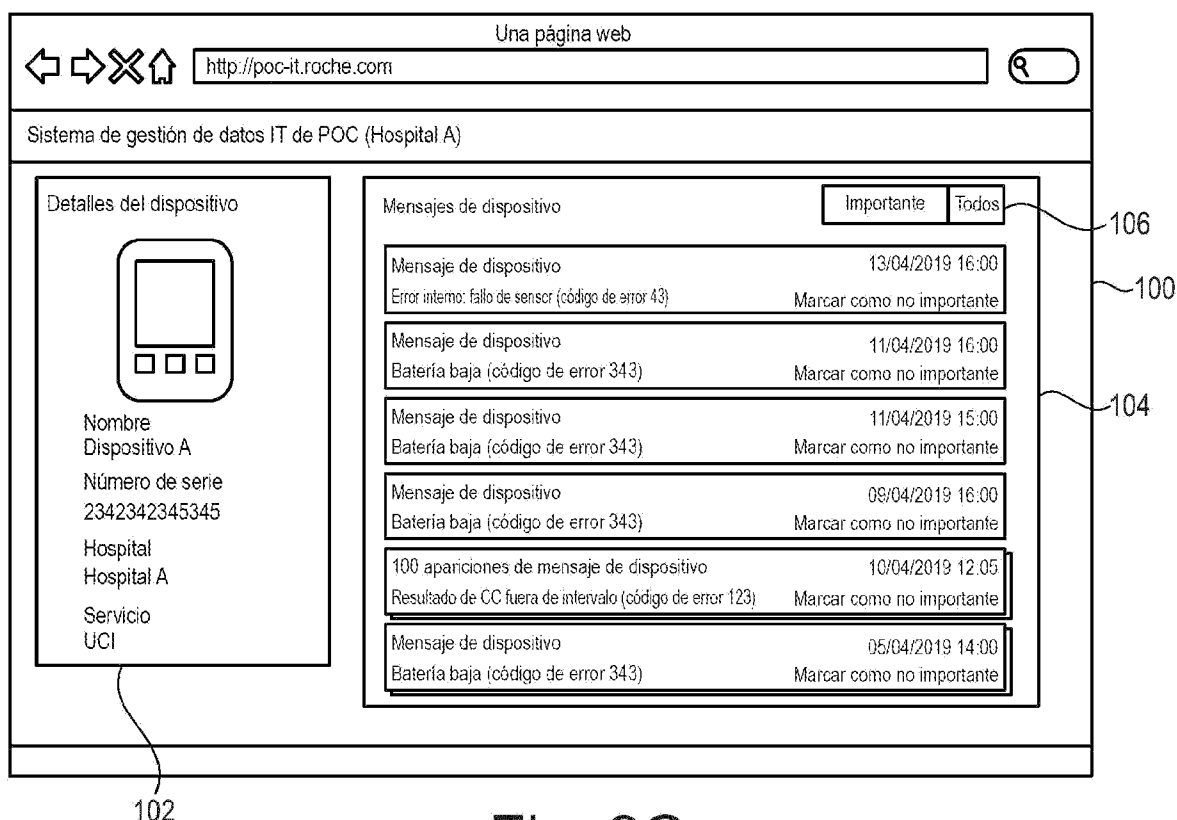 Una página web
http://poc-it.roche.com
Sistema de gestión de datos IT de POC (Hospital A)
Detalles del dispositivo
Nombre
Dispositivo A
Número de serie
2342342345345
Hospital
Hospital A
Servicio
UCI
Mensajes de dispositivo
Importante Todos
Mensaje de dispositivo 13/04/2019 16:00
Error interno: fallo de sensor (código de error 43) Marcar como no importante
Mensaje de dispositivo 11/04/2019 16:00
Batería baja (código de error 343) Marcar como no importante
Mensaje de dispositivo 11/04/2019 15:00
Batería baja (código de error 343) Marcar como no importante
Mensaje de dispositivo 09/04/2019 16:00
Batería baja (código de error 343) Marcar como no importante
100 apariciones de mensaje de dispositivo 10/04/2019 12:05
Resultado de CC fuera de intervalo (código de error 123) Marcar como no importante
Mensaje de dispositivo 05/04/2019 14:00
Batería baja (código de error 343) Marcar como no importante
106
100
104
102